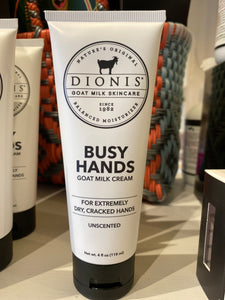 NATURE'S ORIGINAL
DIONIS®
GOAT MILK SKINCARE
SINCE
1982
BALANCED MOISTURIZER
BUSY
HANDS
GOAT MILK CREAM
FOR EXTREMELY
DRY, CRACKED HANDS
UNSCENTED
Net wt. 4 fl oz (118 ml)